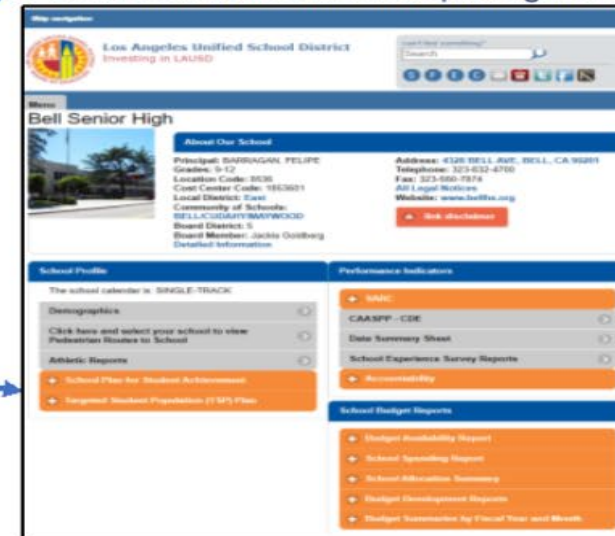 Skip navigation
Los Angeles Unified School District
Investing in LAUSD
Can't find something?
Search
Menu
Bell Senior High
About Our School
Principal: BARRAGAN, FELIPE
Grades: 9-12
Location Code: 8536
Cost Center Code: 1853601
Local District: East
Community of Schools:
BELL/CUDAHY/MAYWOOD
Board District: 5
Board Member: Jackie Goldberg
Detailed Information
Address: 4328 BELL AVE, BELL, CA 90201
Telephone: 323-832-4700
Fax: 323-560-7874
All Legal Notices
Website: www.bellhs.org
link disclaimer
School Profile
The school calendar is: SINGLE-TRACK
Demographics
Click here and select your school to view
Pedestrian Routes to School
Athletic Reports
School Plan for Student Achievement
Targeted Student Population (TSP) Plan
Performance Indicators
SARC
CAASPP - CDE
Data Summary Sheet
School Experience Survey Reports
Accountability
School Budget Reports
Budget Availability Report
School Spending Report
School Allocation Summary
Budget Development Reports
Budget Summaries by Fiscal Year and Month